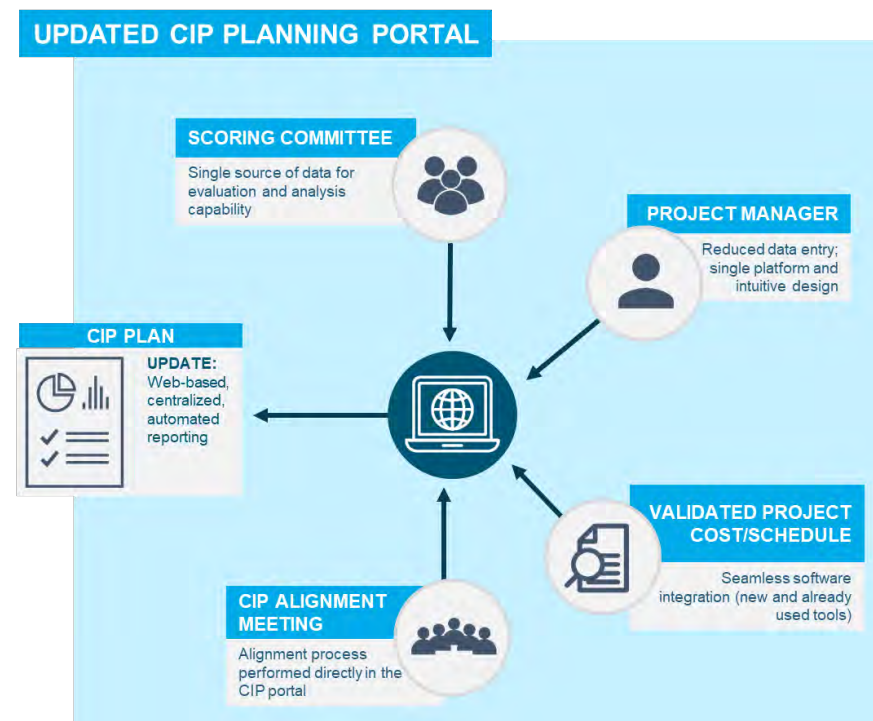 UPDATED CIP PLANNING PORTAL
SCORING COMMITTEE
Single source of data for
evaluation and analysis
capability
PROJECT MANAGER
Reduced data entry;
single platform and
intuitive design
CIP PLAN
UPDATE:
Web-based,
centralized,
automated
reporting
VALIDATED PROJECT
COST/SCHEDULE
Seamless software
integration (new and already
used tools)
CIP ALIGNMENT
MEETING
Alignment process
performed directly in the
CIP portal